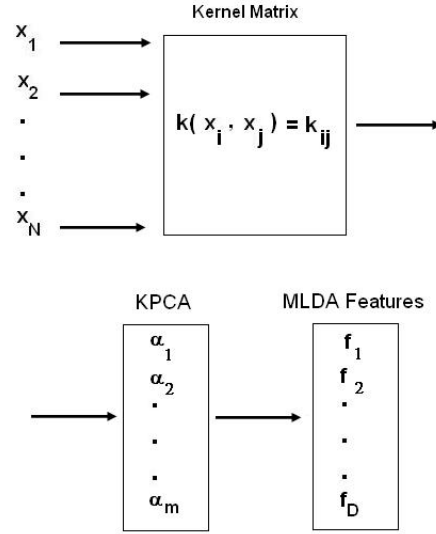 Kernel Matrix
x1
x2
.
.
.
xN
k( xi , xj ) = kij
KPCA
MLDA Features
α1
α2
.
.
.
αm
f1
f2
.
.
.
fD